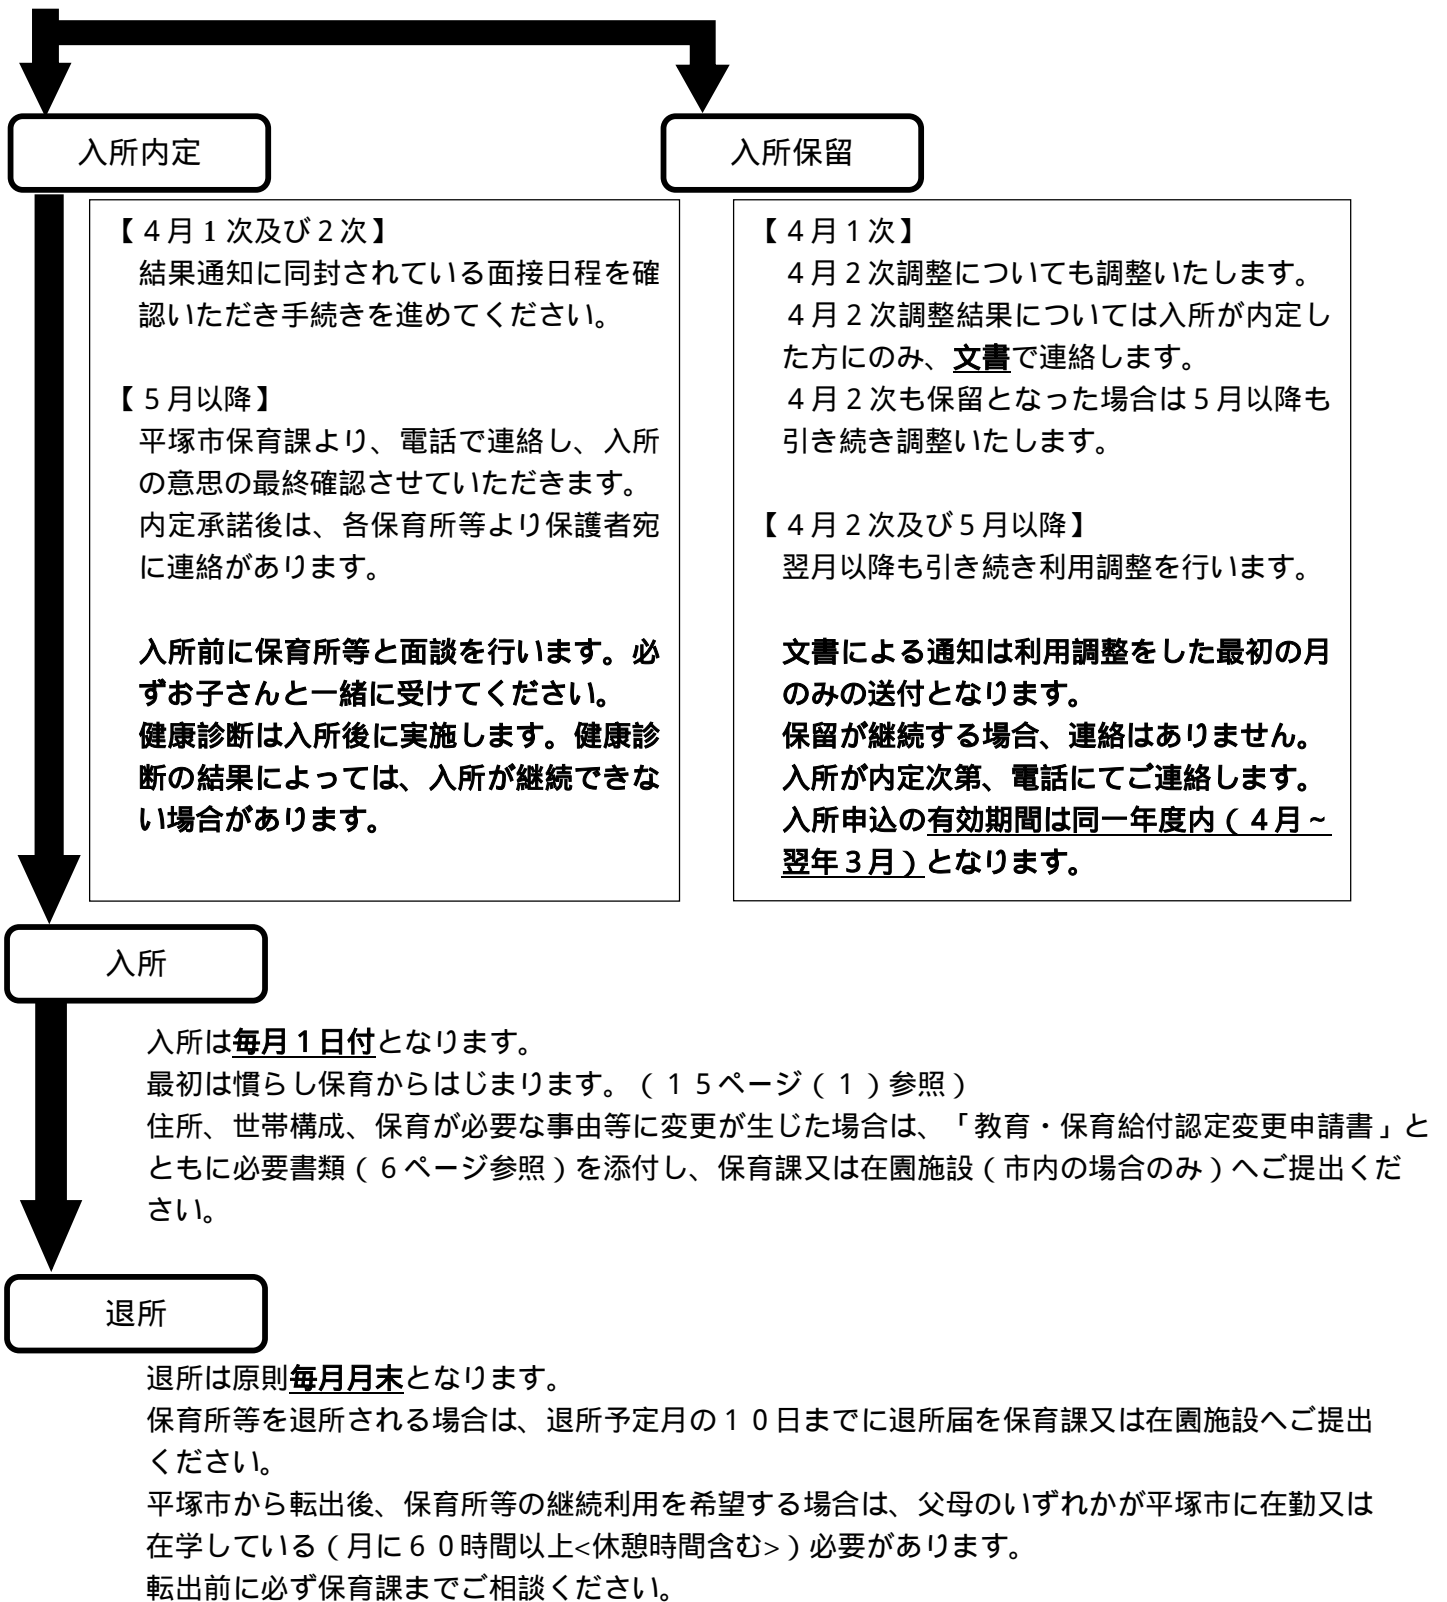 入所内定
入所保留
【４月１次及び２次】
結果通知に同封されている面接日程を確
認いただき手続きを進めてください。
【５月以降】
平塚市保育課より、電話で連絡し、入所
の意思の最終確認させていただきます。
内定承諾後は、各保育所等より保護者宛
に連絡があります。
入所前に保育所等と面談を行います。必
ずお子さんと一緒に受けてください。
健康診断は入所後に実施します。健康診
断の結果によっては、入所が継続できな
い場合があります。
【４月１次】
４月２次調整についても調整いたします。
４月２次調整結果については入所が内定し
た方にのみ、文書で連絡します。
４月２次も保留となった場合は５月以降も
引き続き調整いたします。
【４月２次及び５月以降】
翌月以降も引き続き利用調整を行います。
文書による通知は利用調整をした最初の月
のみの送付となります。
保留が継続する場合、連絡はありません。
入所が内定次第、電話にてご連絡します。
入所申込の有効期間は同一年度内（４月～
翌年３月）となります。
入所
入所は毎月１日付となります。
最初は慣らし保育からはじまります。（１５ページ（１）参照）
住所、世帯構成、保育が必要な事由等に変更が生じた場合は、「教育・保育給付認定変更申請書」と
ともに必要書類（６ページ参照）を添付し、保育課又は在園施設（市内の場合のみ）へご提出くだ
さい。
退所
退所は原則毎月月末となります。
保育所等を退所される場合は、退所予定月の１０日までに退所届を保育課又は在園施設へご提出
ください。
平塚市から転出後、保育所等の継続利用を希望する場合は、父母のいずれかが平塚市に在勤又は
在学している（月に６０時間以上<休憩時間含む>）必要があります。
転出前に必ず保育課までご相談ください。